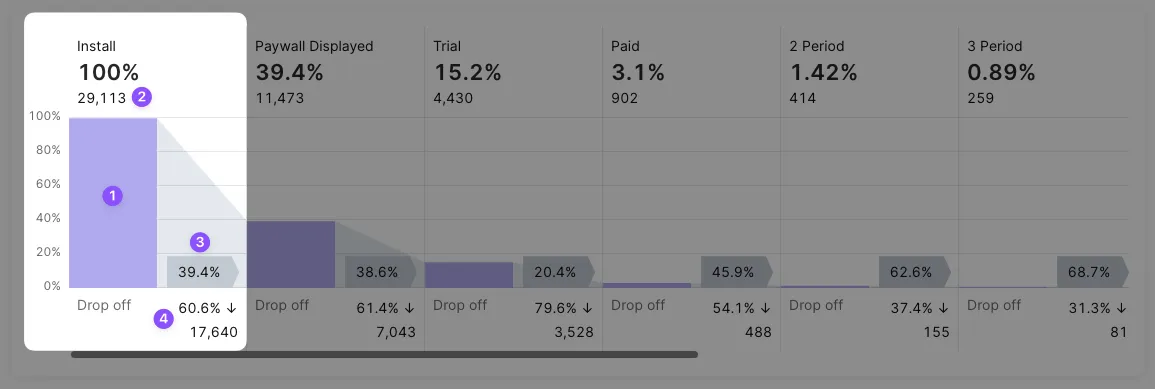 Install
100%
29,113 2
Paywall Displayed
39.4%
11,473
Trial
15.2%
4,430
Paid
3.1%
902
2 Period
1.42%
414
3 Period
0.89%
259
100%
80%
60%
40%
20%
0%
1
3
39.4%
38.6%
20.4%
45.9%
62.6%
68.7%
Drop off 60.6% ↓
4 17,640
Drop off 61.4% ↓
7,043
Drop off 79.6% ↓
3,528
Drop off 54.1% ↓
488
Drop off 37.4% ↓
155
Drop off 31.3% ↓
81